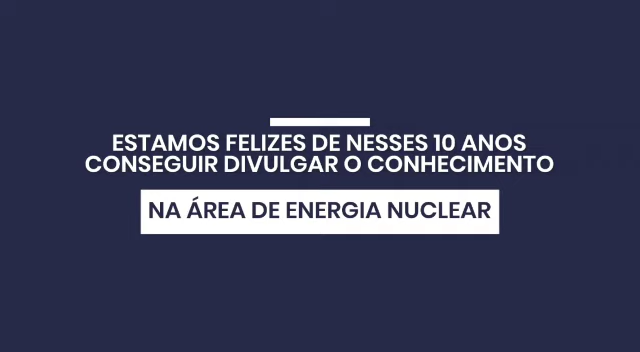 ESTAMOS FELIZES DE NESSES 10 ANOS
CONSEGUIR DIVULGAR O CONHECIMENTO
NA ÁREA DE ENERGIA NUCLEAR